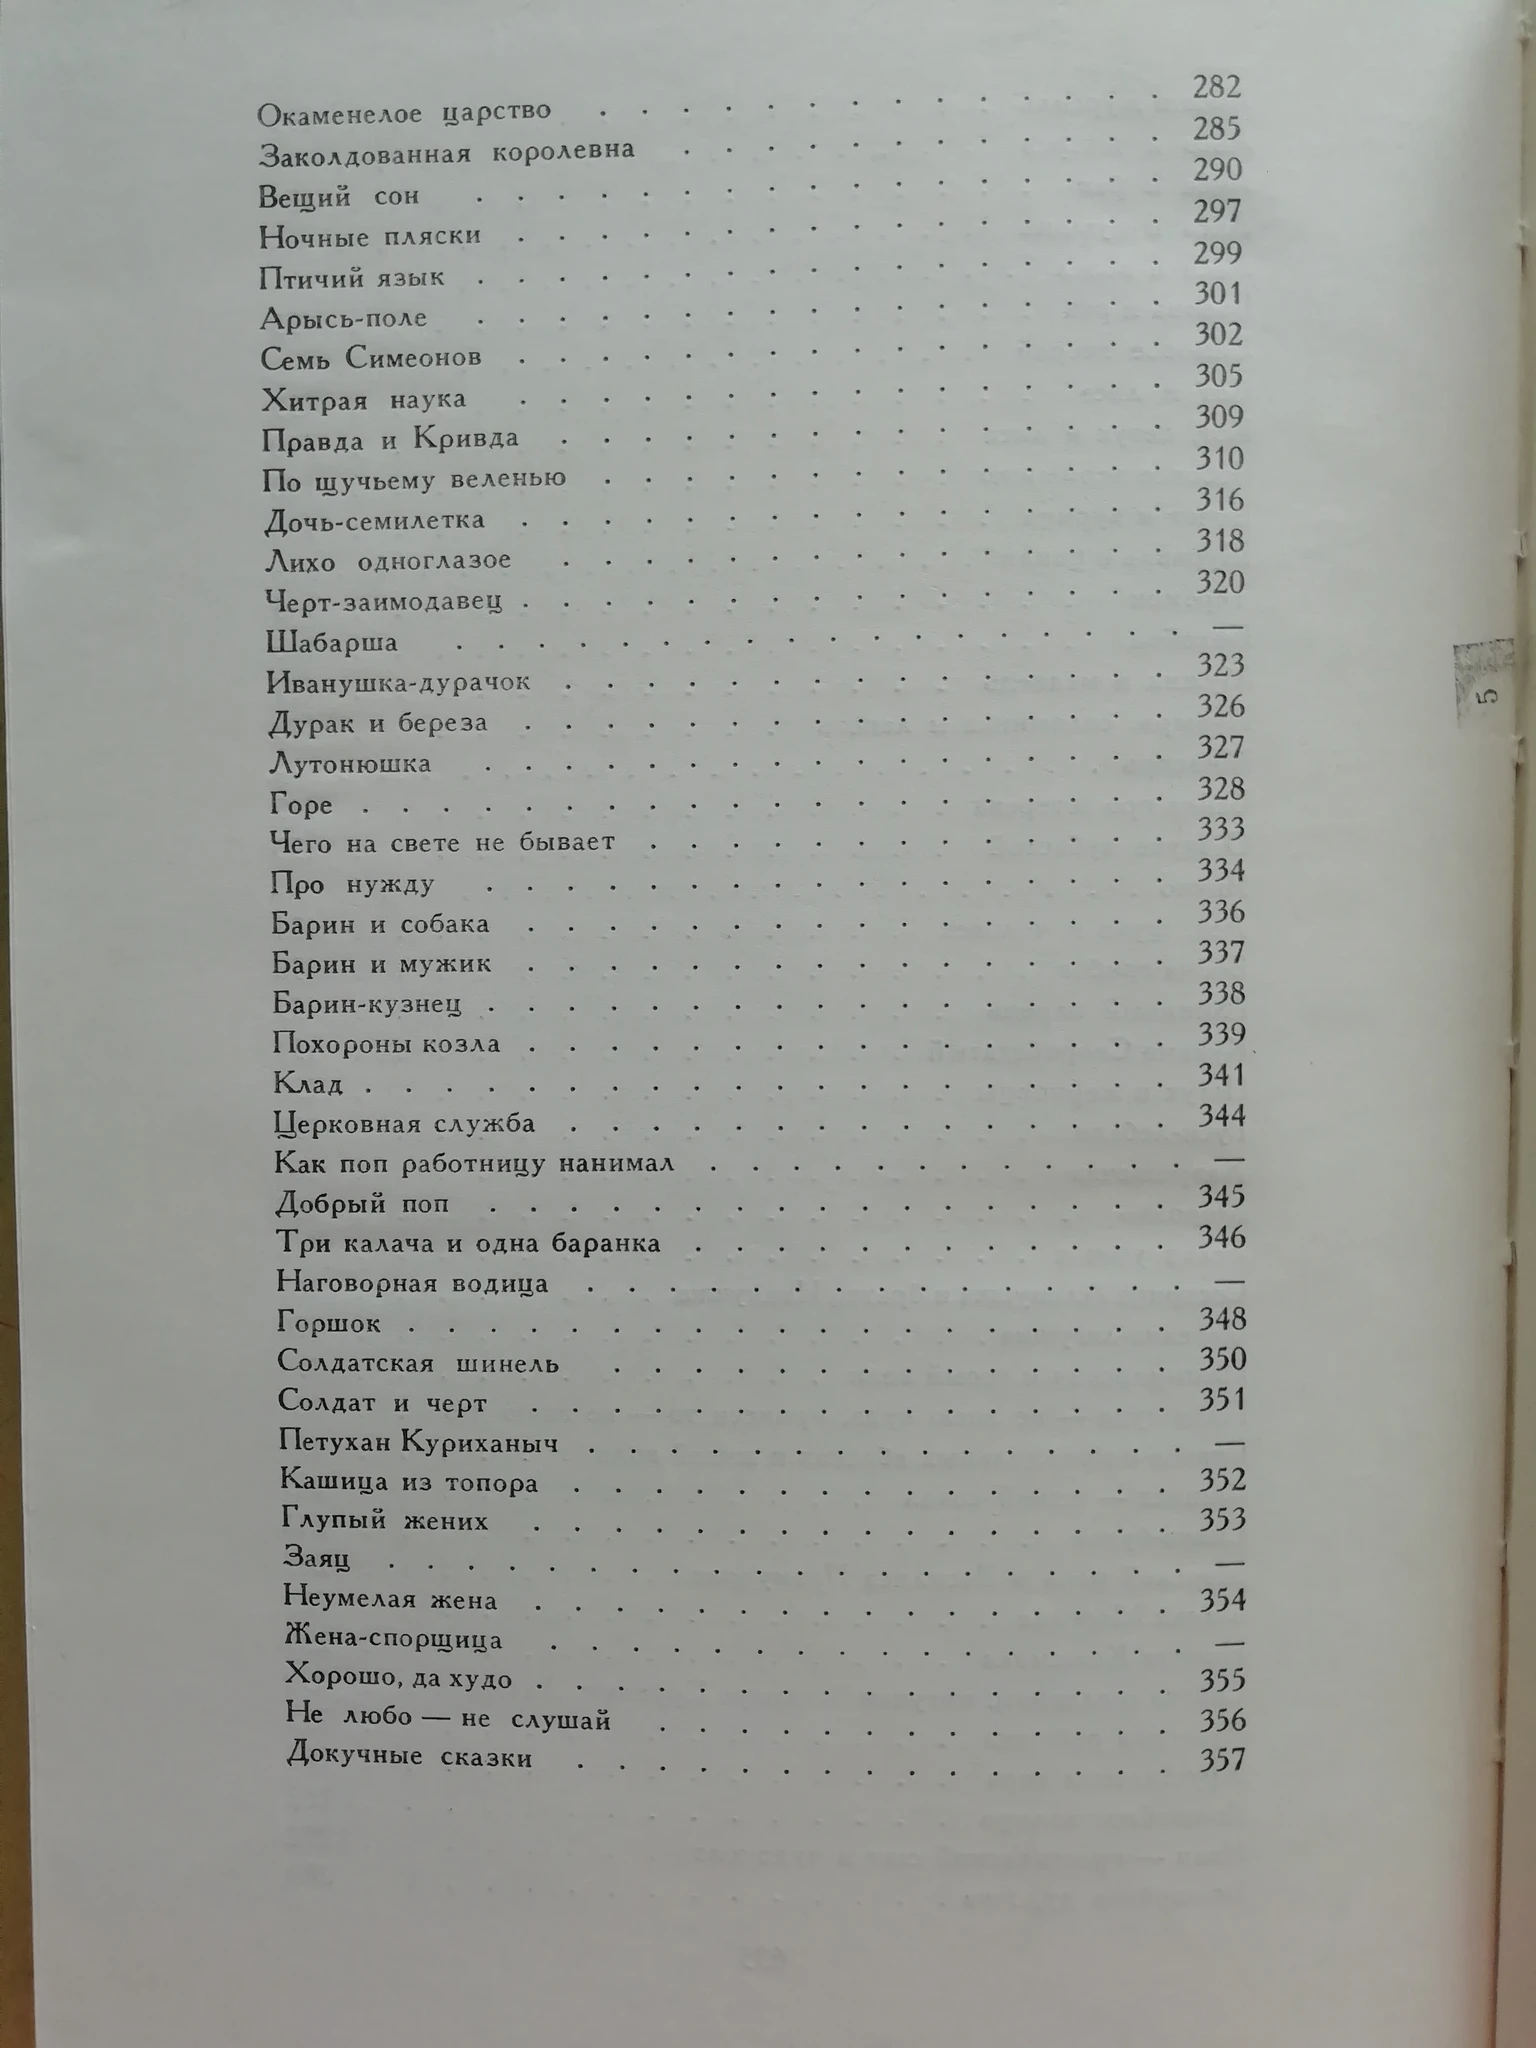 Окаменелое царство . . . . . . . . . . . . . . 282
Заколдованная королевна . . . . . . . . . . . . 285
Вещий сон . . . . . . . . . . . . . . . . . 290
Ночные пляски . . . . . . . . . . . . . . . . 297
Птичий язык . . . . . . . . . . . . . . . . . 299
Арысь-поле . . . . . . . . . . . . . . . . . 301
Семь Симеонов . . . . . . . . . . . . . . . . 302
Хитрая наука . . . . . . . . . . . . . . . . 305
Правда и Кривда . . . . . . . . . . . . . . . 309
По щучьему веленью . . . . . . . . . . . . . . 310
Дочь-семилетка . . . . . . . . . . . . . . . . 316
Лихо одноглазое . . . . . . . . . . . . . . . 318
Черт-заимодавец . . . . . . . . . . . . . . . . 320
Шабарша . . . . . . . . . . . . . . . . . . —
Иванушка-дурачок . . . . . . . . . . . . . . . 323
Дурак и береза . . . . . . . . . . . . . . . . 326
Лутонюшка . . . . . . . . . . . . . . . . . 327
Горе . . . . . . . . . . . . . . . . . . . . 328
Чего на свете не бывает . . . . . . . . . . . . . 333
Про нужду . . . . . . . . . . . . . . . . . 334
Барин и собака . . . . . . . . . . . . . . . . 336
Барин и мужик . . . . . . . . . . . . . . . . 337
Барин-кузнец . . . . . . . . . . . . . . . . . 338
Похороны козла . . . . . . . . . . . . . . . . 339
Клад . . . . . . . . . . . . . . . . . . . . 341
Церковная служба . . . . . . . . . . . . . . . 344
Как поп работницу нанимал . . . . . . . . . . . . —
Добрый поп . . . . . . . . . . . . . . . . . 345
Три калача и одна баранка . . . . . . . . . . . . 346
Наговорная водица . . . . . . . . . . . . . . . —
Горшок . . . . . . . . . . . . . . . . . . . 348
Солдатская шинель . . . . . . . . . . . . . . 350
Солдат и черт . . . . . . . . . . . . . . . . 351
Петухан Куриханыч . . . . . . . . . . . . . . . —
Кашица из топора . . . . . . . . . . . . . . . 352
Глупый жених . . . . . . . . . . . . . . . . 353
Заяц . . . . . . . . . . . . . . . . . . . . —
Неумелая жена . . . . . . . . . . . . . . . . 354
Жена-спорщица . . . . . . . . . . . . . . . . —
Хорошо, да худо . . . . . . . . . . . . . . . . 355
Не любо — не слушай . . . . . . . . . . . . . 356
Докучные сказки . . . . . . . . . . . . . . . 357
5